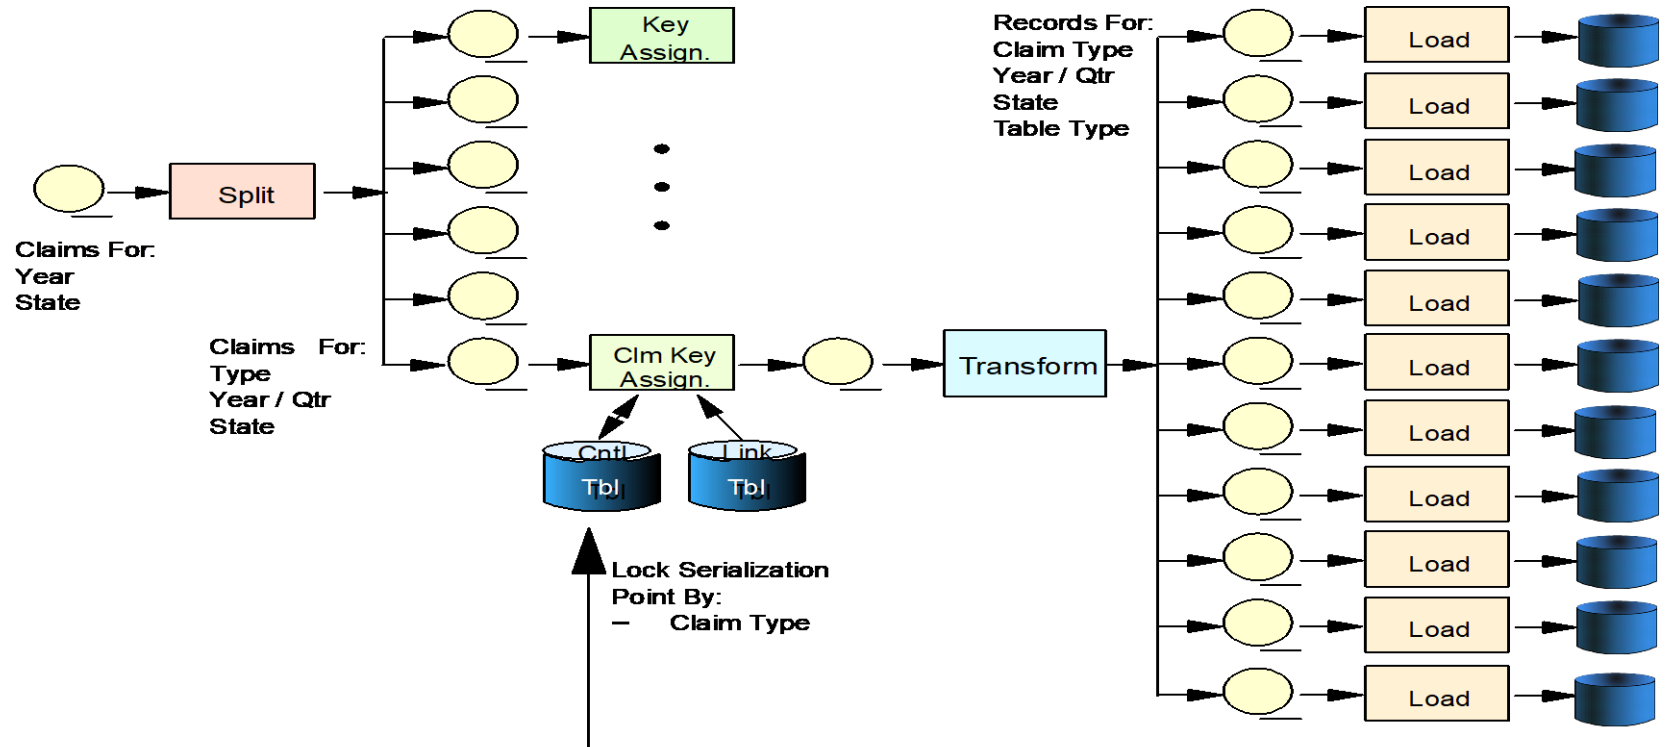 Key
Assign.
Records For:
Claim Type
Year / Qtr
State
Table Type
Load
Load
Load
Load
Load
Load
Load
Load
Load
Load
Load
Split
Claims For:
Year
State
Claims For:
Type
Year / Qtr
State
Clm Key
Assign.
Transform
Cntl
Tbl
Link
Tbl
Lock Serialization
Point By:
– Claim Type